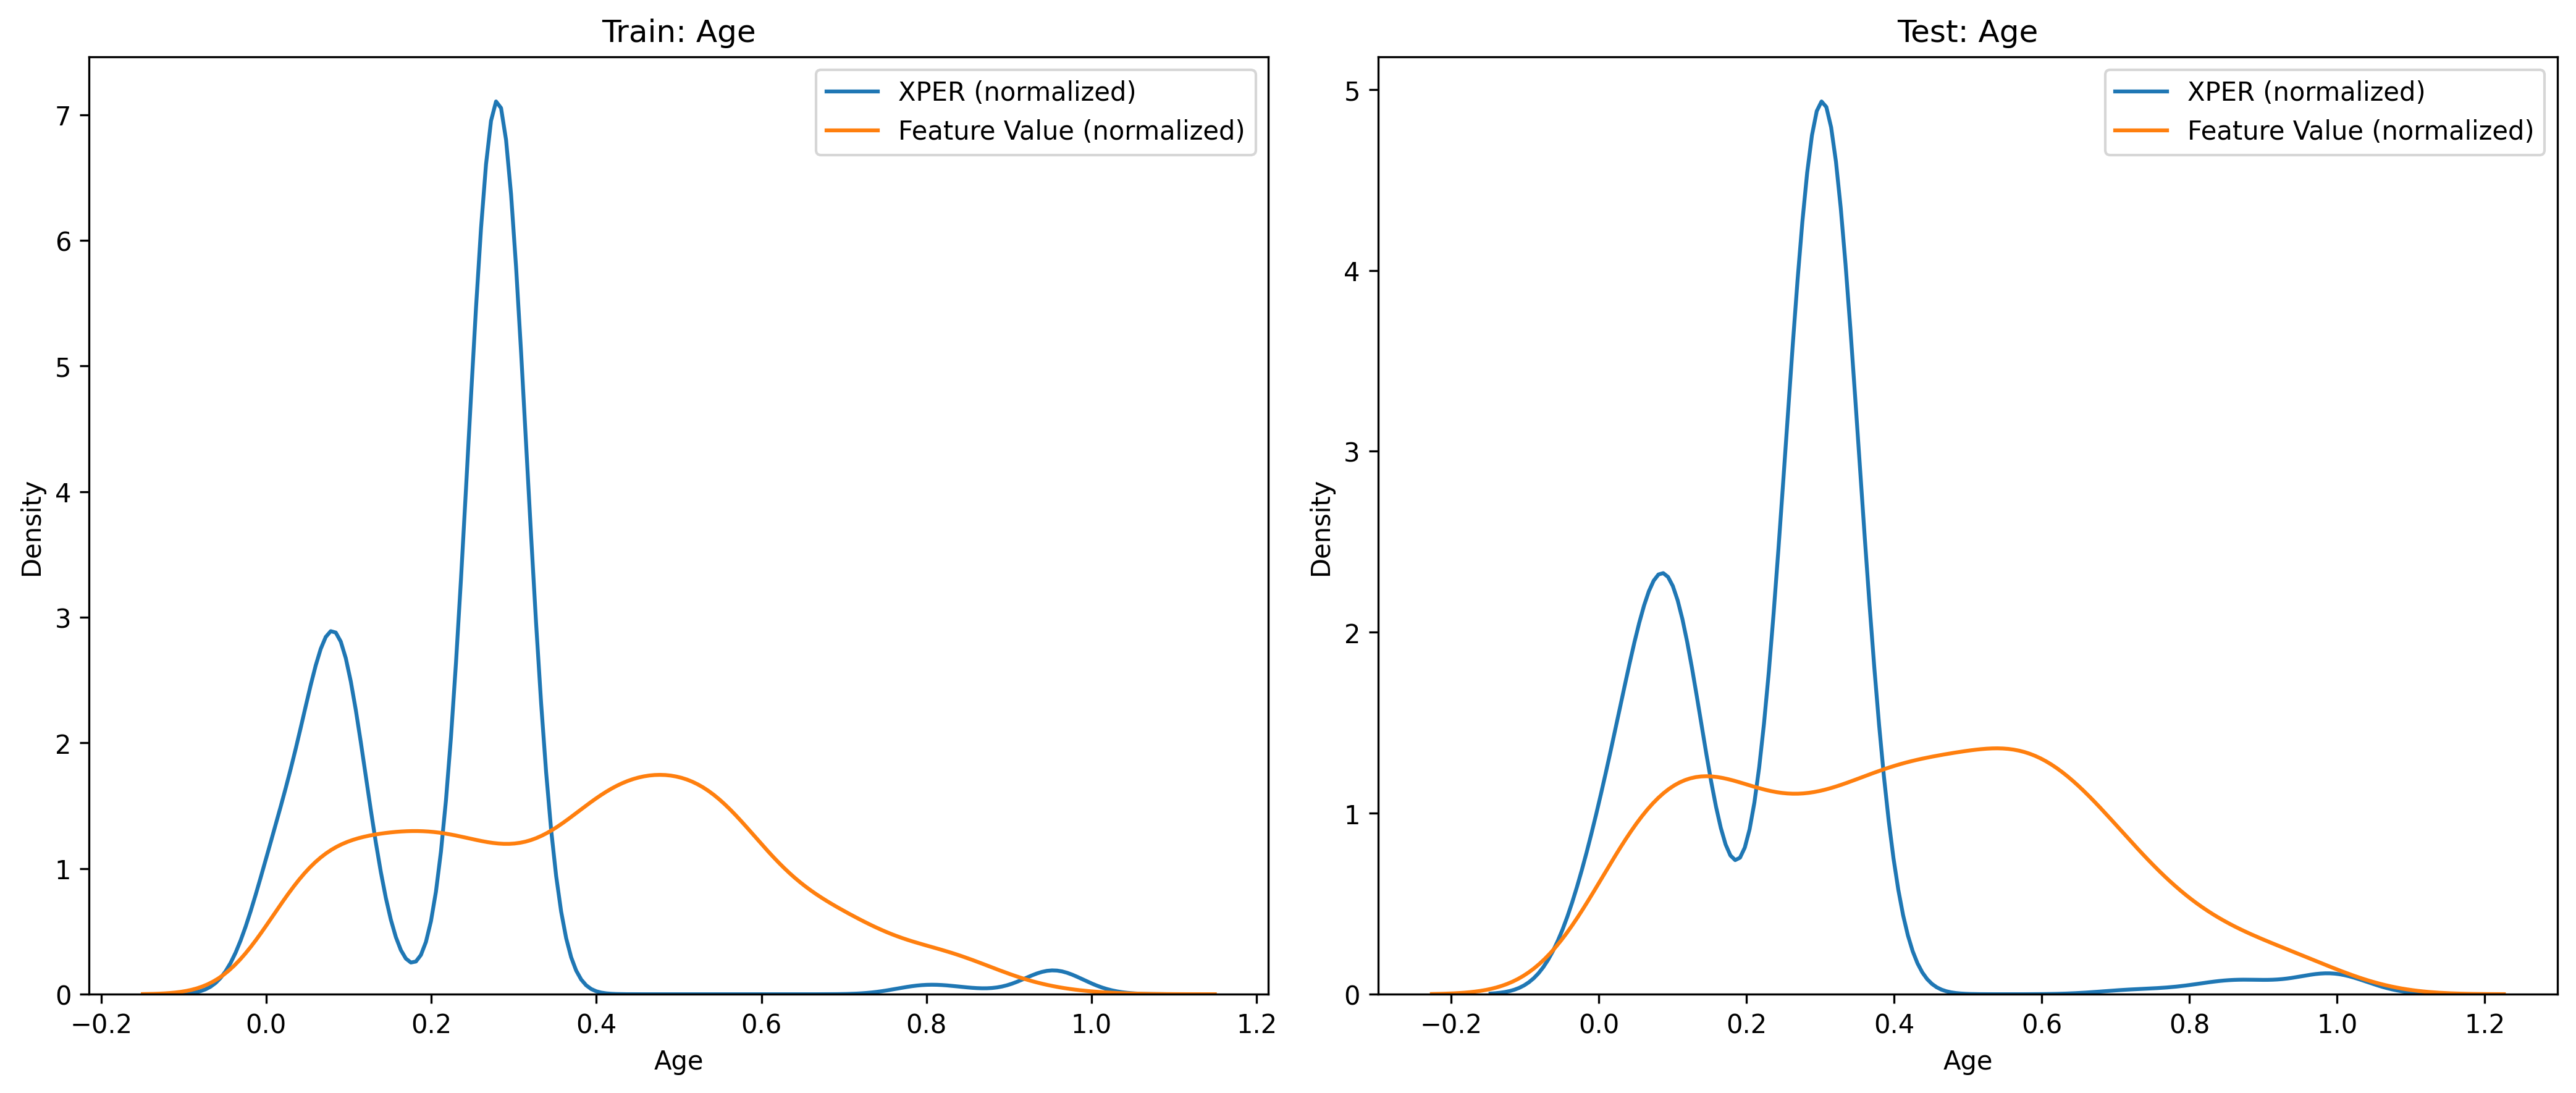 Train: Age
XPER (normalized)
Feature Value (normalized)
Density
7
6
5
4
3
2
1
0
−0.2 0.0 0.2 0.4 0.6 0.8 1.0 1.2
Age
Test: Age
XPER (normalized)
Feature Value (normalized)
Density
5
4
3
2
1
0
−0.2 0.0 0.2 0.4 0.6 0.8 1.0 1.2
Age